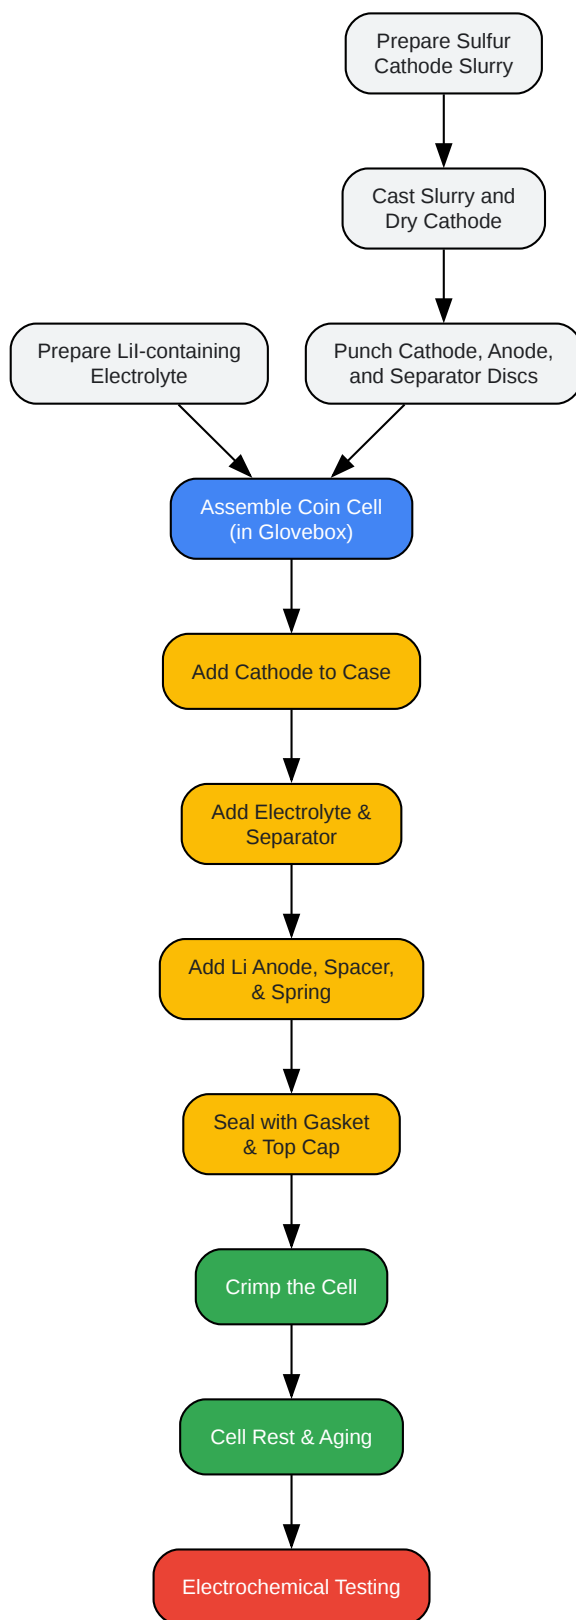 Prepare Sulfur
Cathode Slurry
Cast Slurry and
Dry Cathode
Prepare LiI-containing
Electrolyte
Punch Cathode, Anode,
and Separator Discs
Assemble Coin Cell
(in Glovebox)
Add Cathode to Case
Add Electrolyte &
Separator
Add Li Anode, Spacer,
& Spring
Seal with Gasket
& Top Cap
Crimp the Cell
Cell Rest & Aging
Electrochemical Testing